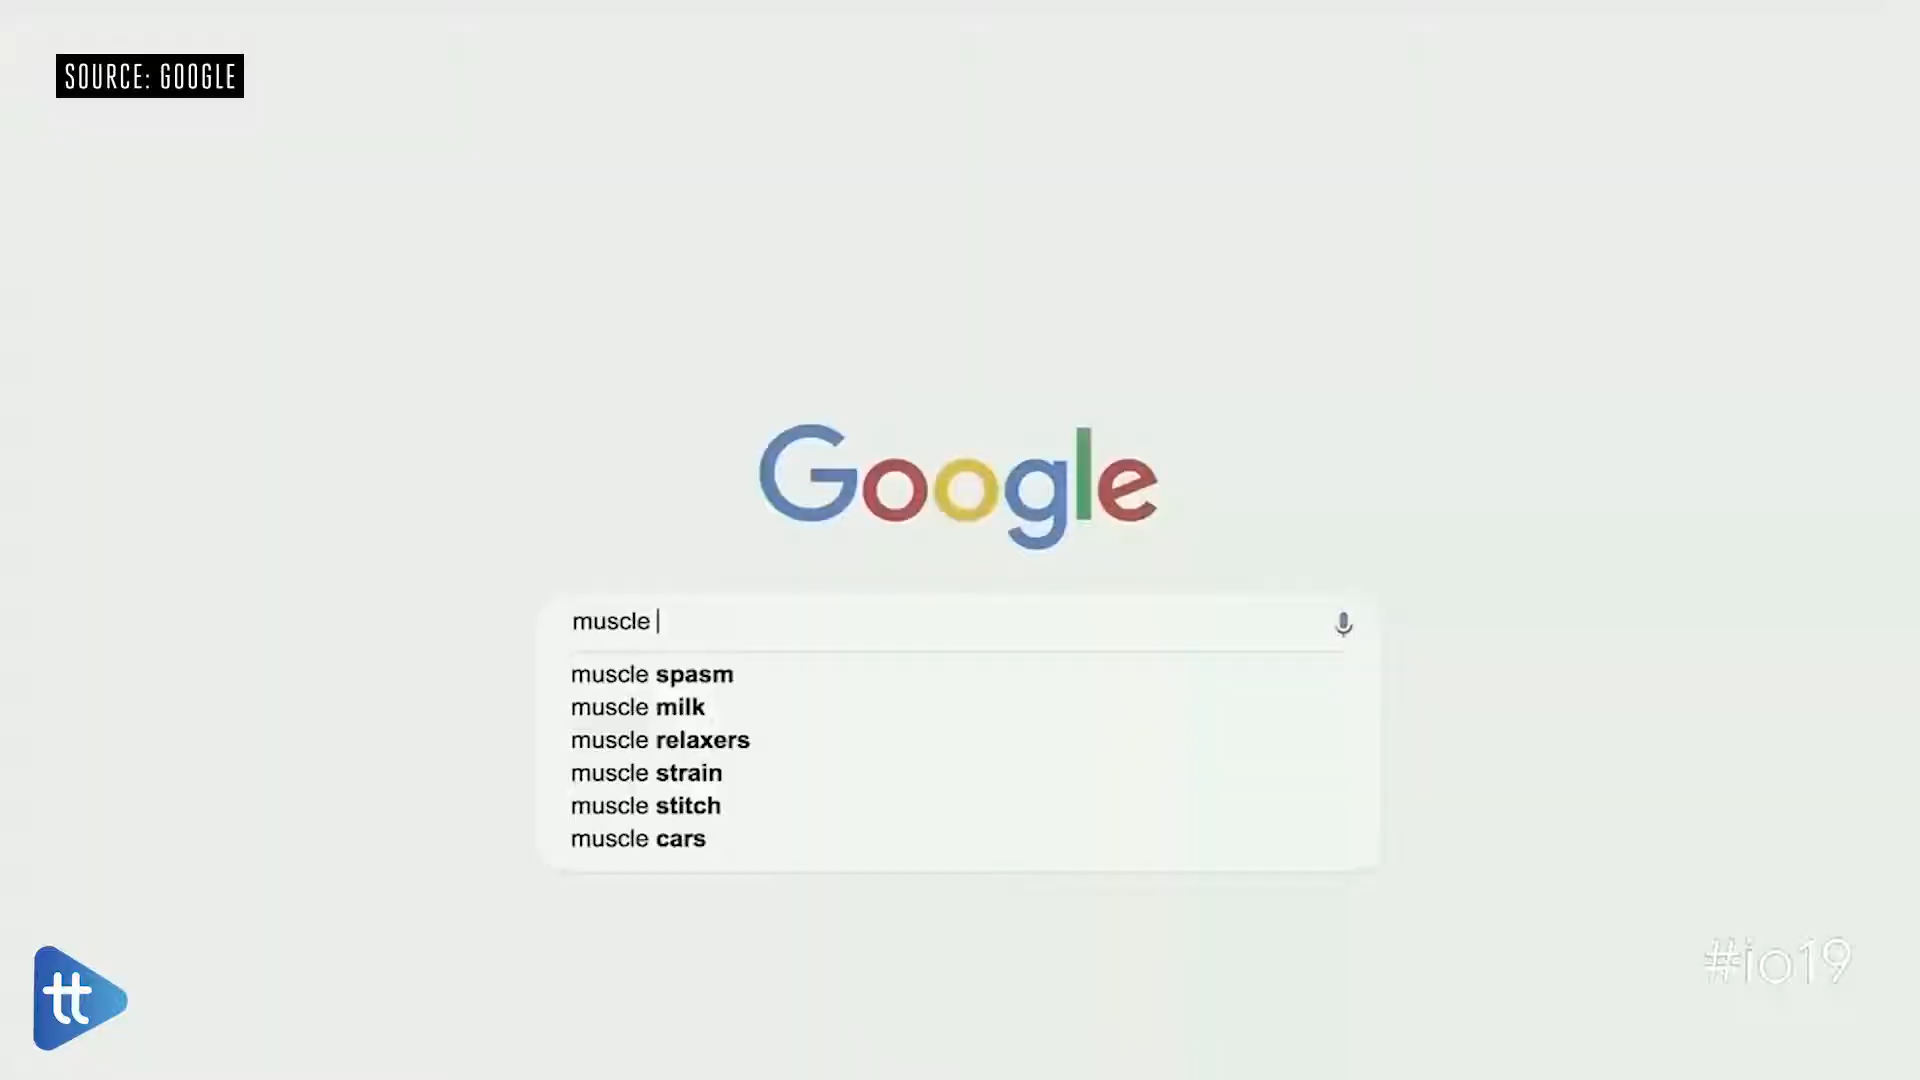 SOURCE: GOOGLE
Google
muscle
muscle spasm
muscle milk
muscle relaxers
muscle strain
muscle stitch
muscle cars
tt
#io19